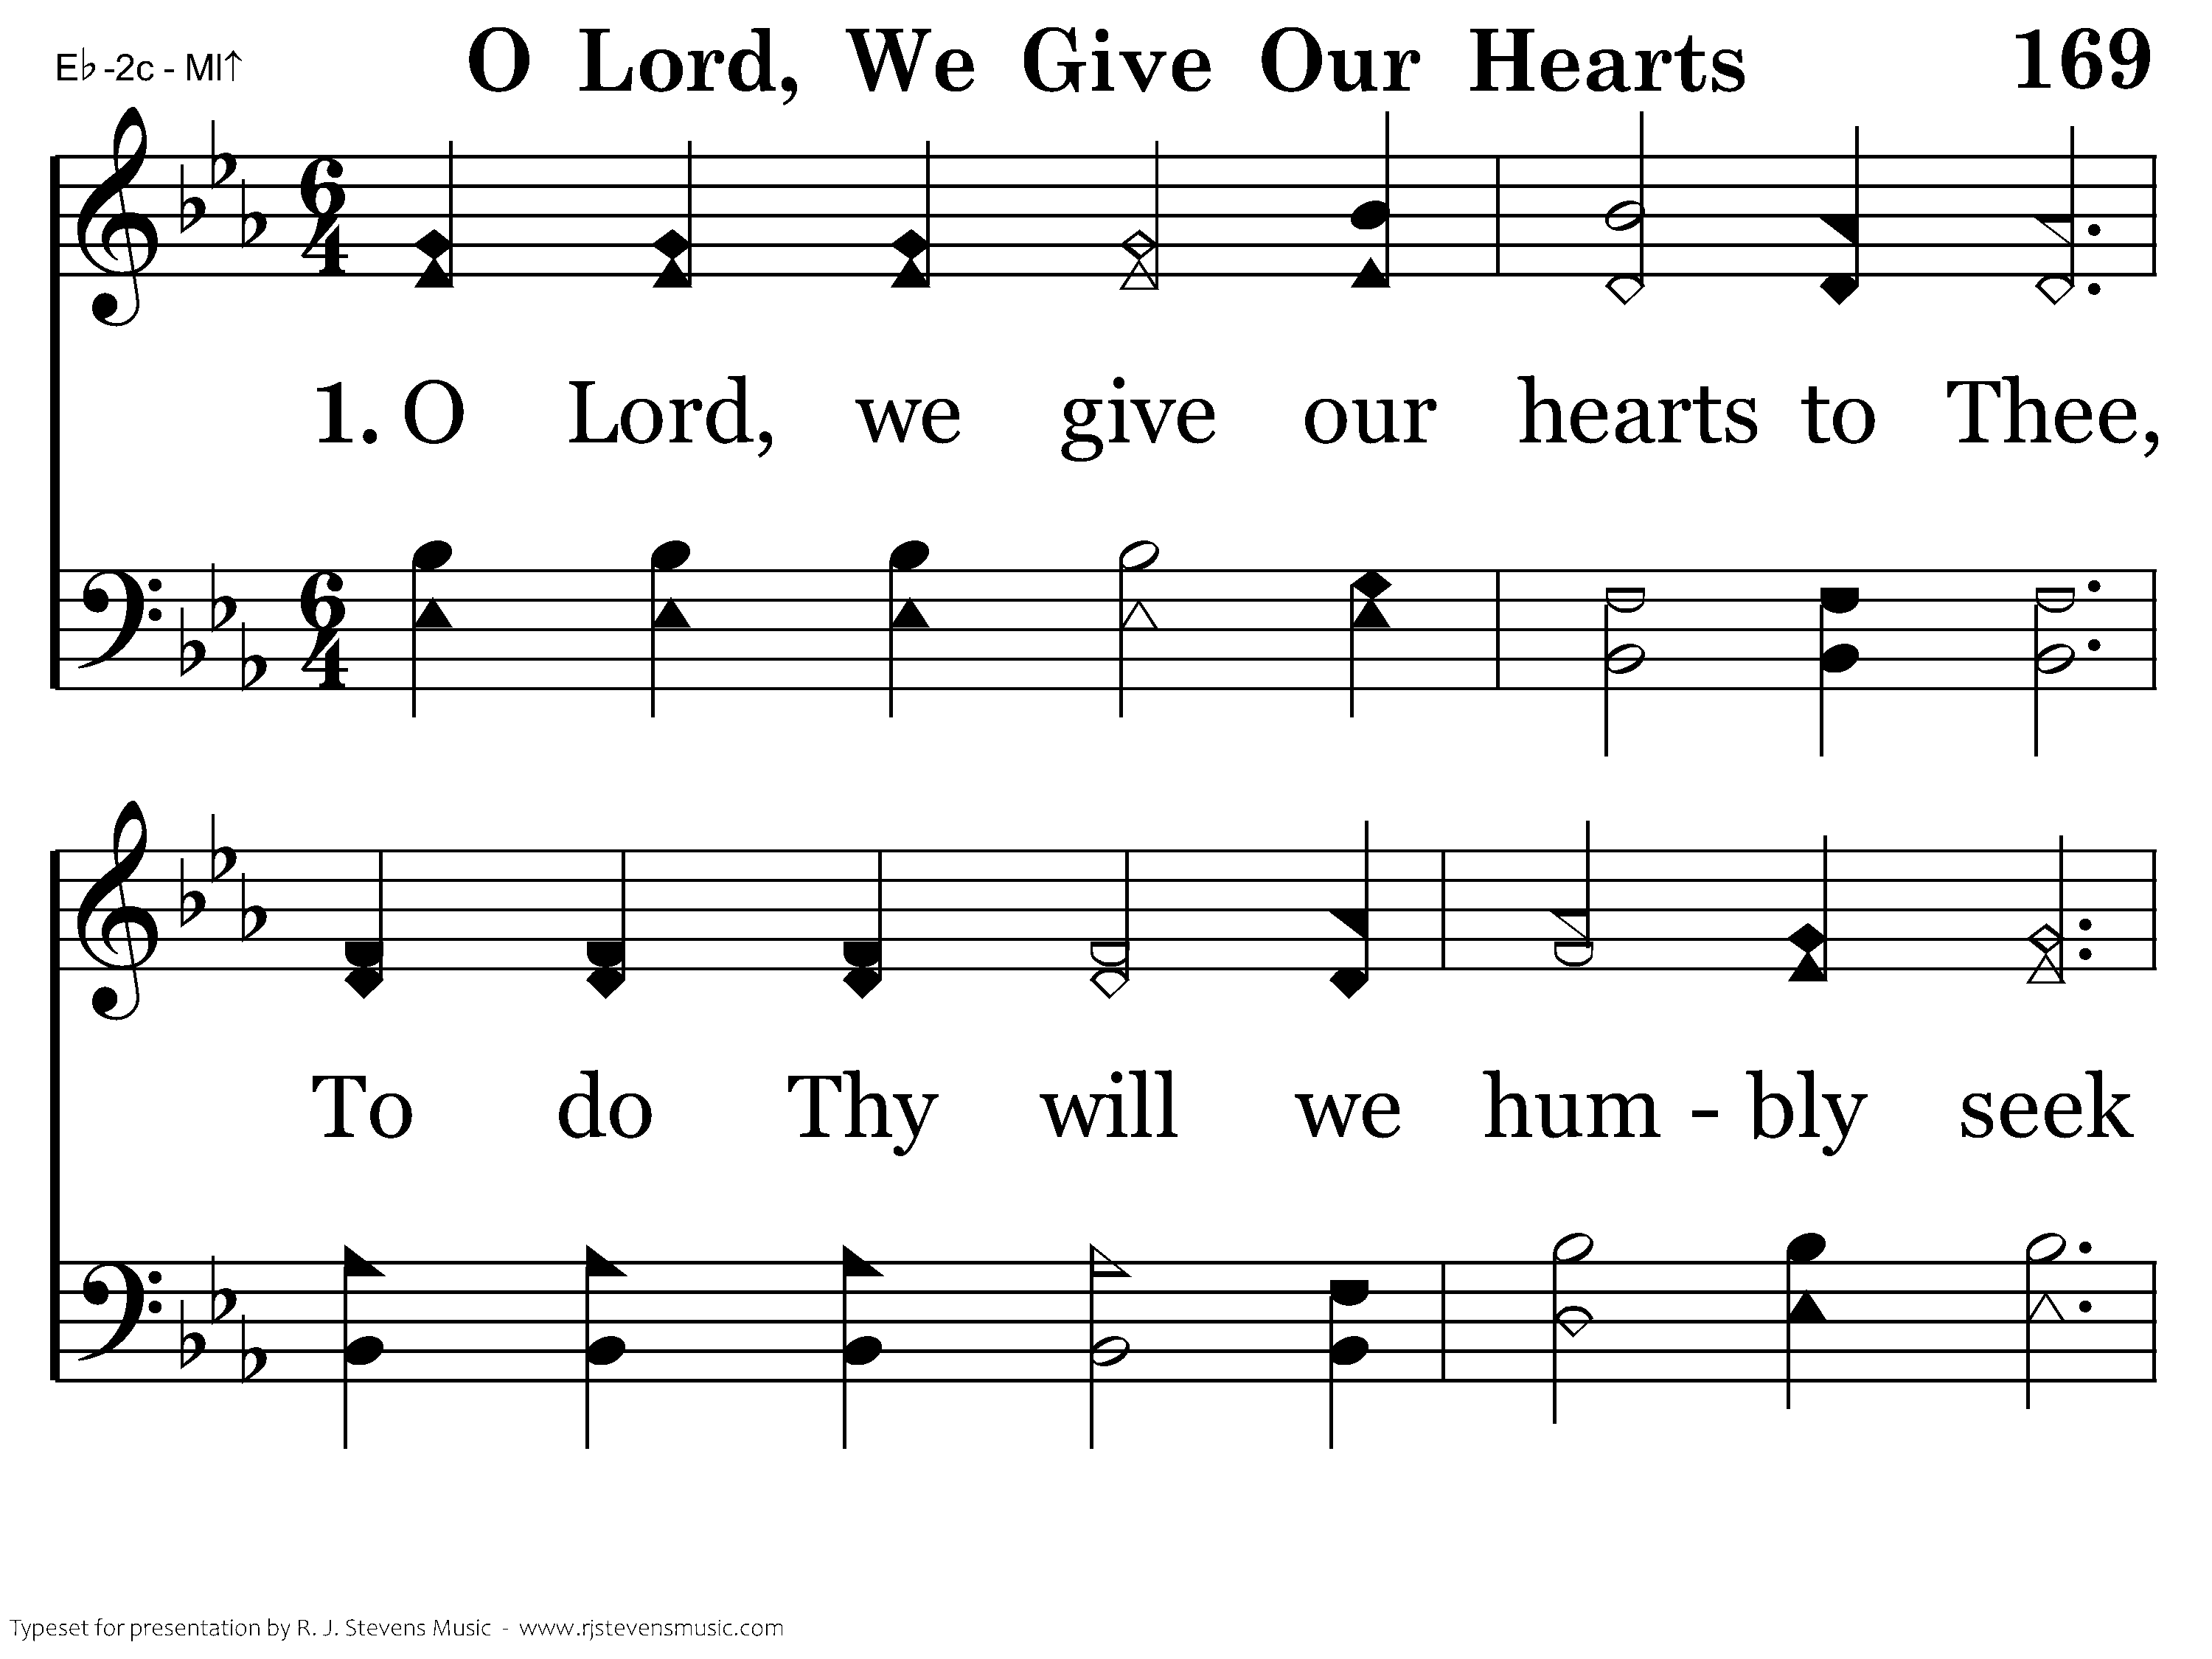 E♭-2c - MI↑ O Lord, We Give Our Hearts 169
1. O Lord, we give our hearts to Thee,
To do Thy will we hum - bly seek
Typeset for presentation by R. J. Stevens Music - www.rjstevensmusic.com